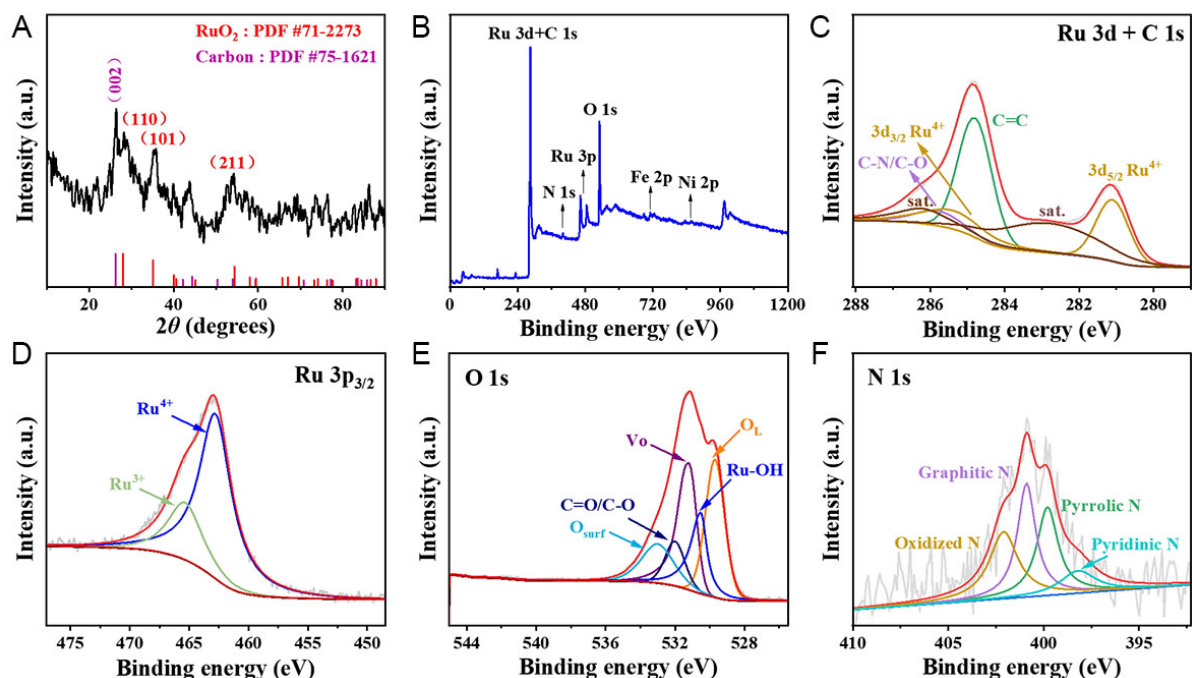 A
RuO₂ : PDF #71-2273
Carbon : PDF #75-1621
(002)
(110)
(101)
(211)
Intensity (a.u.)
20 40 60 80
2θ (degrees)
B
Ru 3d+C 1s
O 1s
Ru 3p
N 1s
Fe 2p
Ni 2p
Intensity (a.u.)
0 240 480 720 960 1200
Binding energy (eV)
C
Ru 3d + C 1s
C=C
3d₃/₂ Ru⁴⁺
C-N/C-O
3d₅/₂ Ru⁴⁺
sat.
sat.
Intensity (a.u.)
288 286 284 282 280
Binding energy (eV)
D
Ru 3p₃/₂
Ru⁴⁺
Ru³⁺
Intensity (a.u.)
475 470 465 460 455 450
Binding energy (eV)
E
O 1s
Vo
O_L
Ru-OH
C=O/C-O
O_surf
Intensity (a.u.)
544 540 536 532 528
Binding energy (eV)
F
N 1s
Graphitic N
Pyrrolic N
Oxidized N
Pyridinic N
Intensity (a.u.)
410 405 400 395
Binding energy (eV)